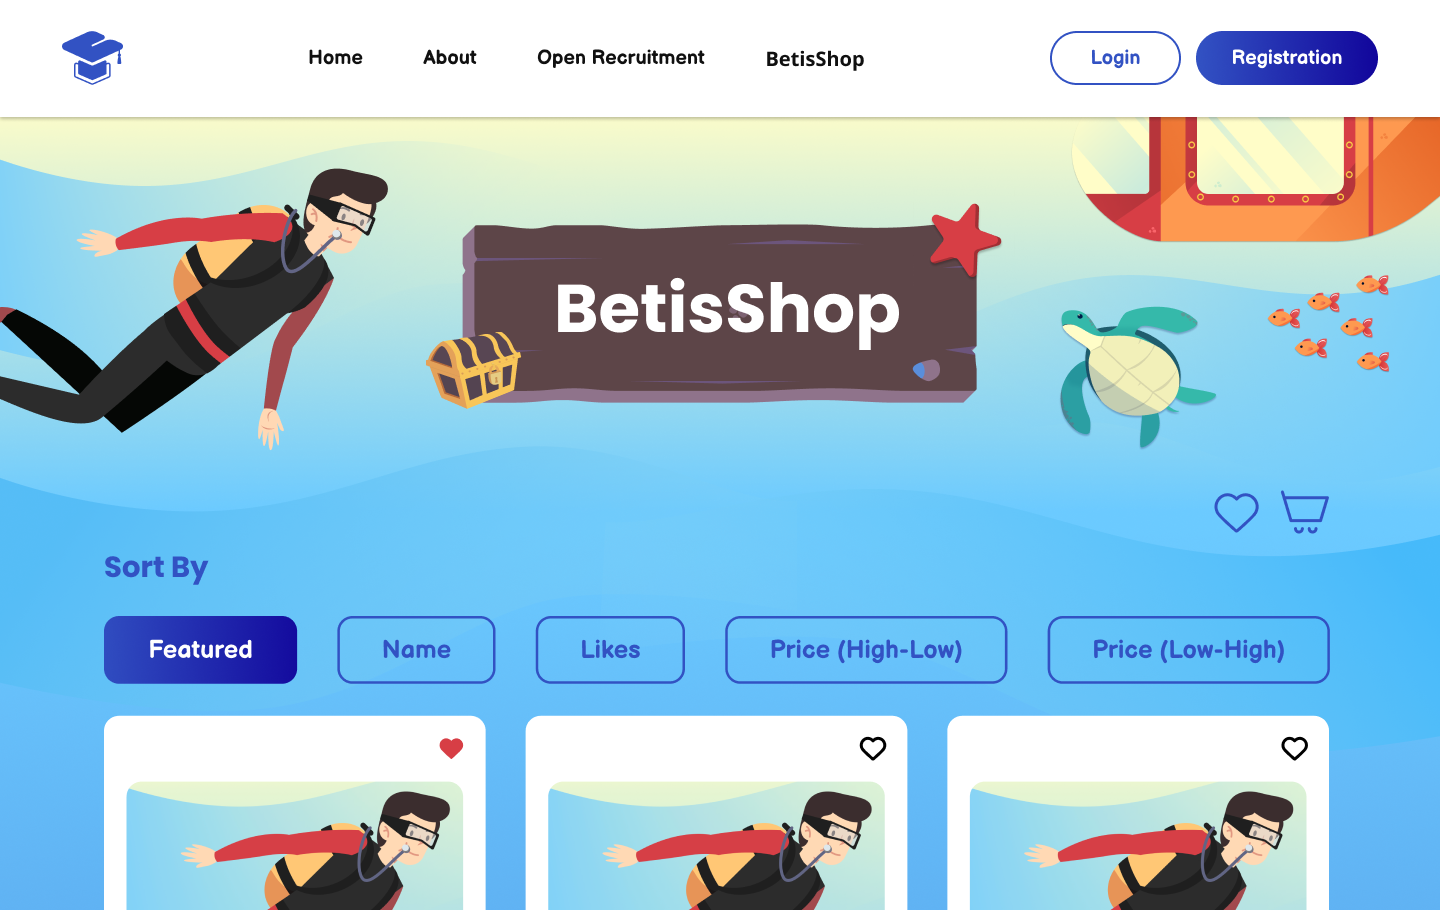 Home
About
Open Recruitment
BetisShop
Login
Registration
BetisShop
Sort By
Featured
Name
Likes
Price (High-Low)
Price (Low-High)